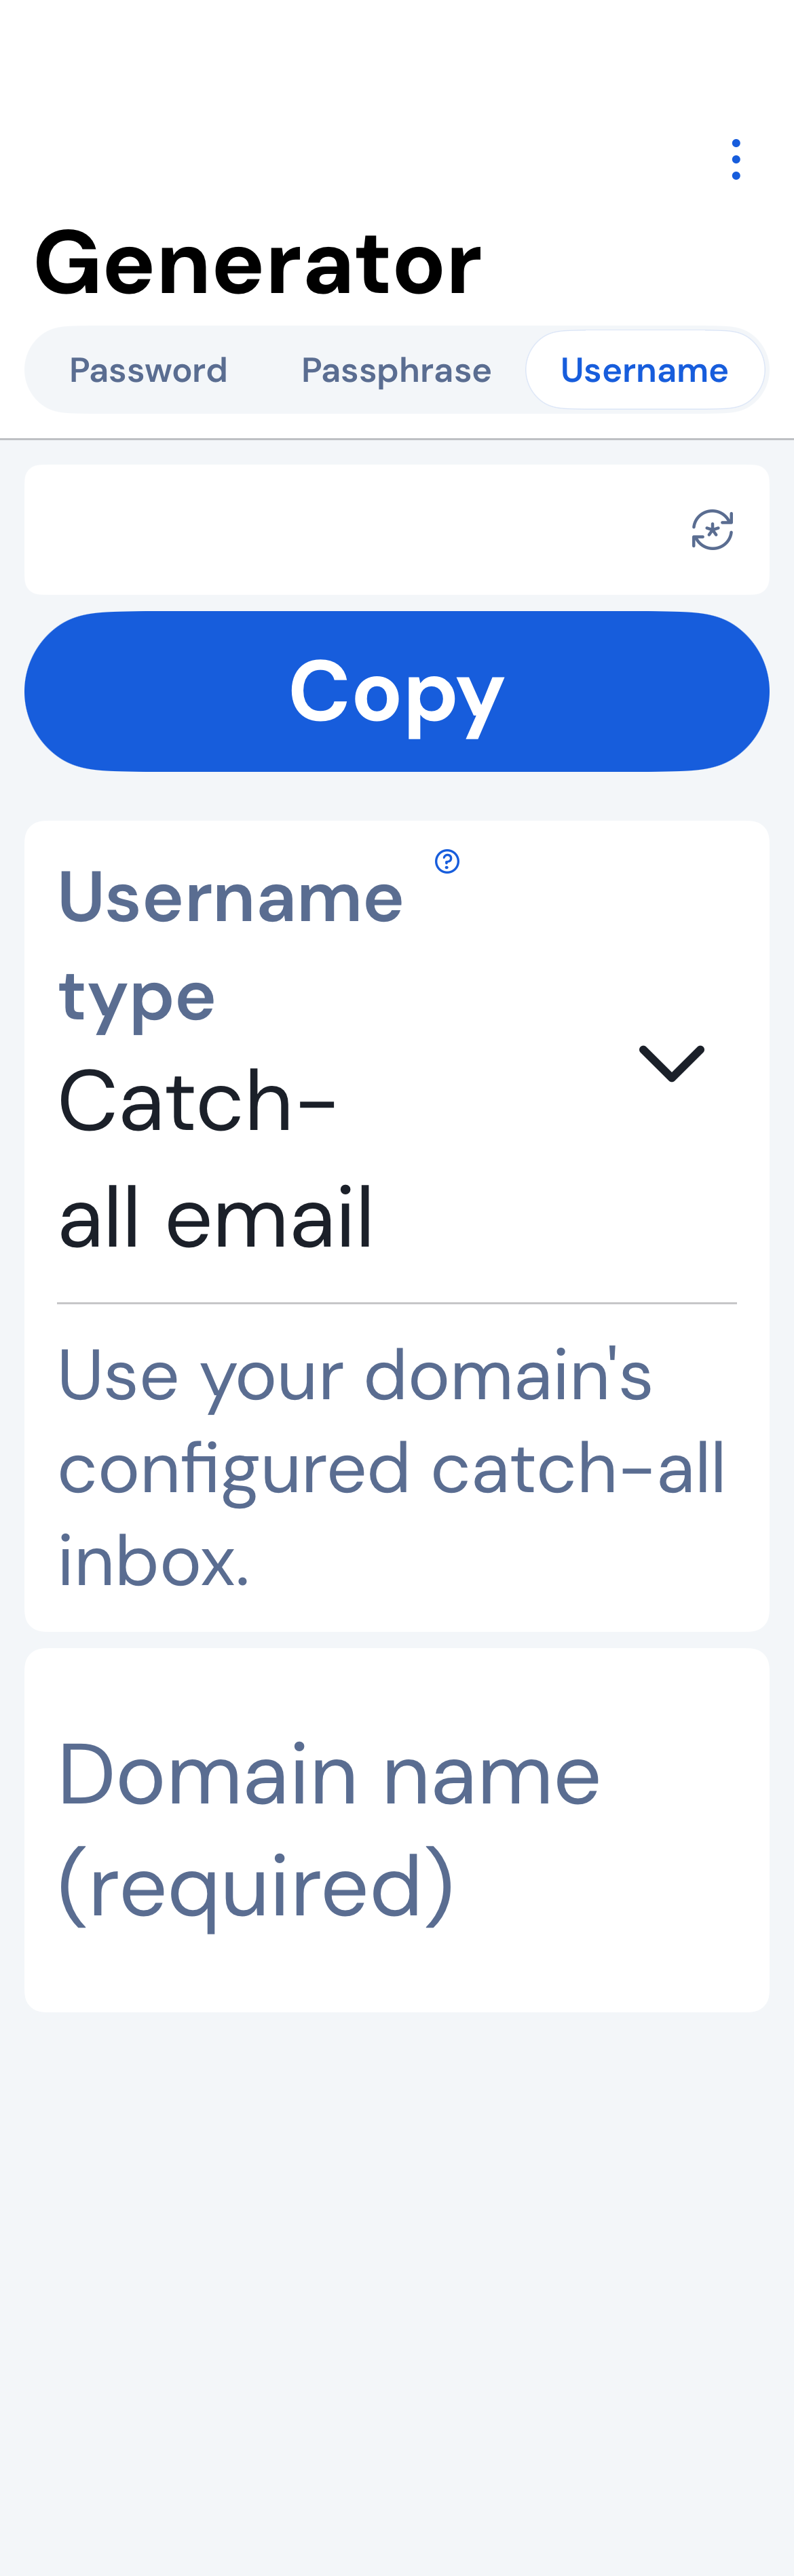 Generator
Password Passphrase Username
Copy
Username
type
Catch-
all email
Use your domain's
configured catch-all
inbox.
Domain name
(required)